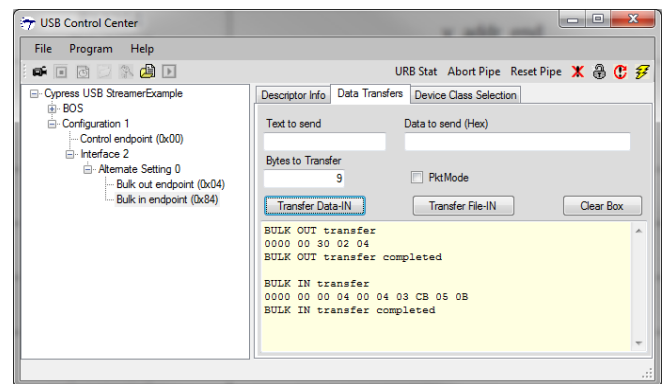 USB Control Center
File Program Help
URB Stat Abort Pipe Reset Pipe
Cypress USB StreamerExample
BOS
Configuration 1
Control endpoint (0x00)
Interface 2
Alternate Setting 0
Bulk out endpoint (0x04)
Bulk in endpoint (0x84)
Descriptor Info Data Transfers Device Class Selection
Text to send Data to send (Hex)
Bytes to Transfer
9 PktMode
Transfer Data-IN Transfer File-IN Clear Box
BULK OUT transfer
0000 00 30 02 04
BULK OUT transfer completed
BULK IN transfer
0000 00 00 04 00 04 03 CB 05 0B
BULK IN transfer completed